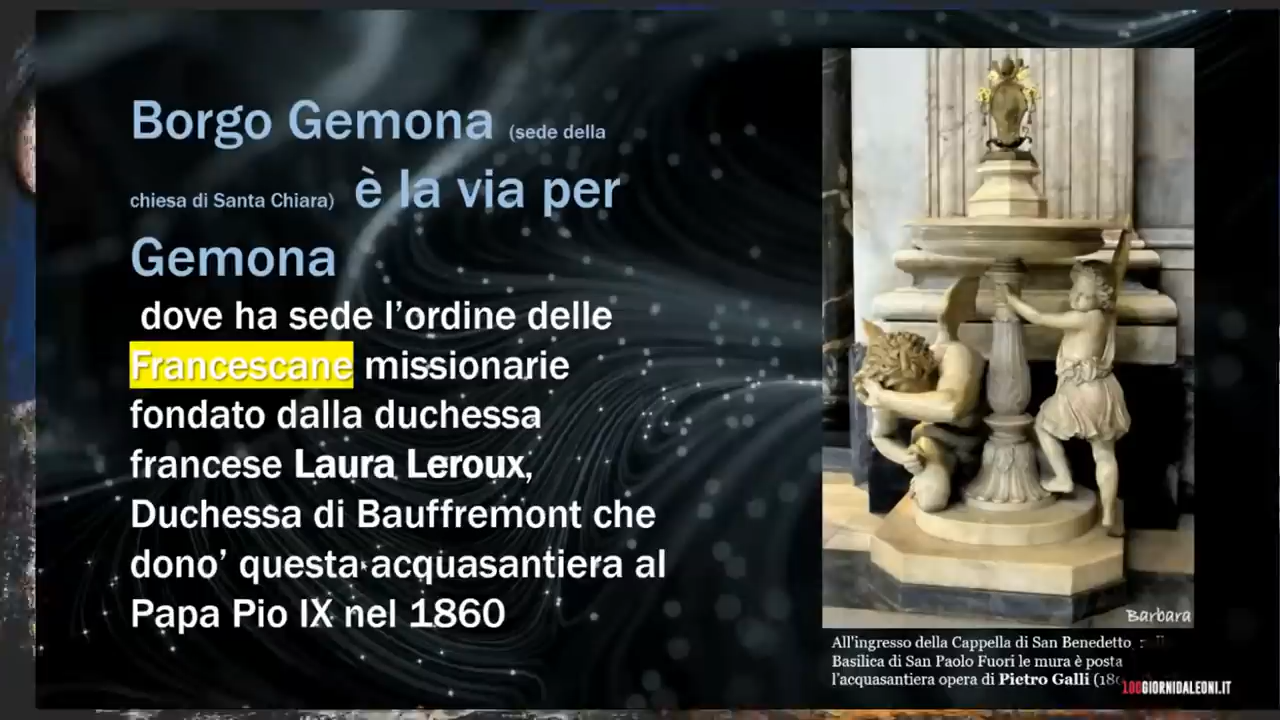 Borgo Gemona (sede della
chiesa di Santa Chiara) è la via per
Gemona
dove ha sede l’ordine delle
Francescane missionarie
fondato dalla duchessa
francese Laura Leroux,
Duchessa di Bauffremont che
dono’ questa acquasantiera al
Papa Pio IX nel 1860
Barbara
All'ingresso della Cappella di San Benedetto,
Basilica di San Paolo Fuori le mura è posta
l’acquasantiera opera di Pietro Galli
100GIORNIDALEONI.IT